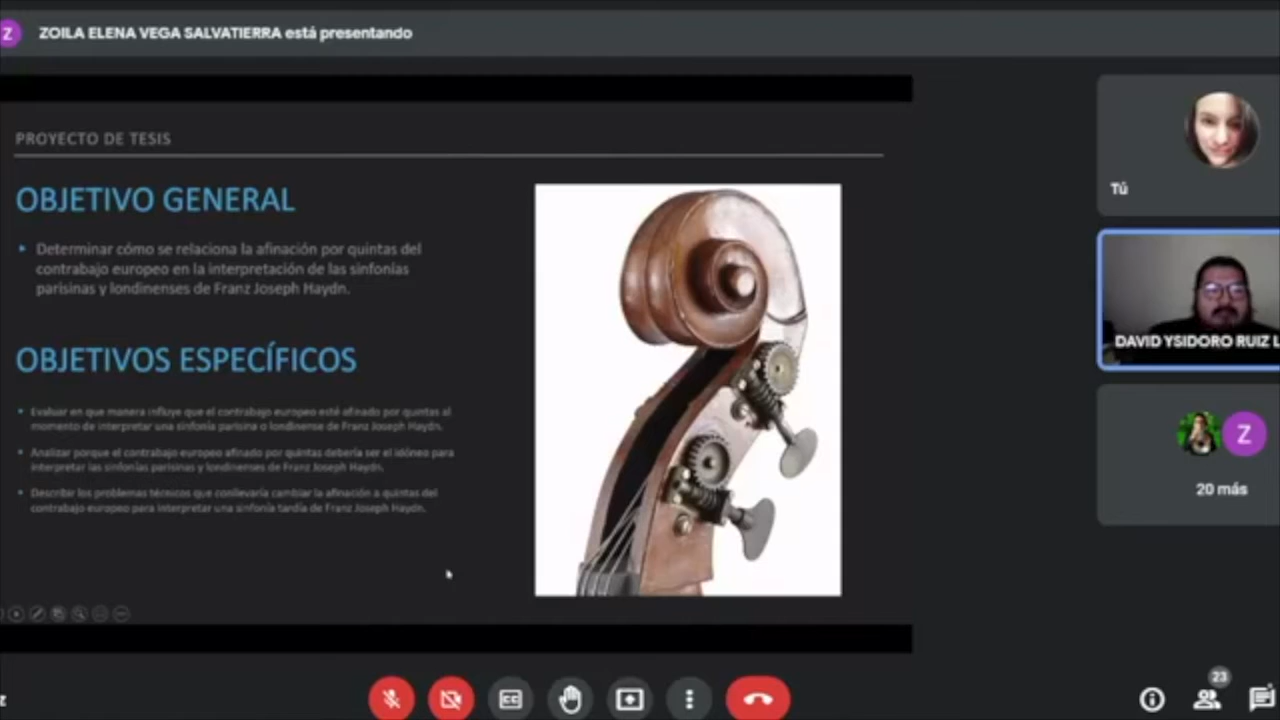 Z
ZOILA ELENA VEGA SALVATIERRA está presentando
PROYECTO DE TESIS
OBJETIVO GENERAL
Determinar cómo se relaciona la afinación por quintas del
contrabajo europeo en la interpretación de las sinfonías
parisinas y londinenses de Franz Joseph Haydn.
OBJETIVOS ESPECÍFICOS
Evaluar en que manera influye que el contrabajo europeo esté afinado por quintas al
momento de interpretar una sinfonía parisina o londinense de Franz Joseph Haydn.
Analizar porque el contrabajo europeo afinado por quintas debería ser el idóneo para
interpretar las sinfonías parisinas y londinenses de Franz Joseph Haydn.
Describir los problemas técnicos que conllevaría cambiar la afinación a quintas del
contrabajo europeo para interpretar una sinfonía tardía de Franz Joseph Haydn.
Tú
DAVID YSIDORO RUIZ L
Z
20 más
z
23